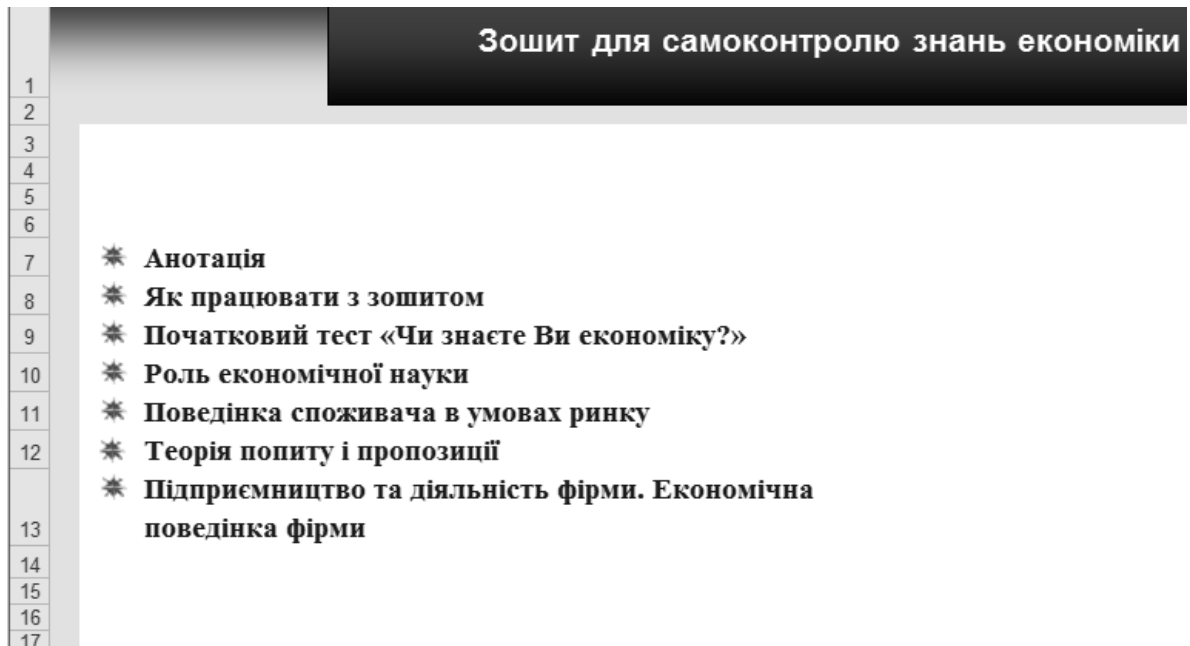 Зошит для самоконтролю знань економіки
1
2
3
4
5
6
7 Анотація
8 Як працювати з зошитом
9 Початковий тест «Чи знаєте Ви економіку?»
10 Роль економічної науки
11 Поведінка споживача в умовах ринку
12 Теорія попиту і пропозиції
Підприємництво та діяльність фірми. Економічна
13 поведінка фірми
14
15
16
17